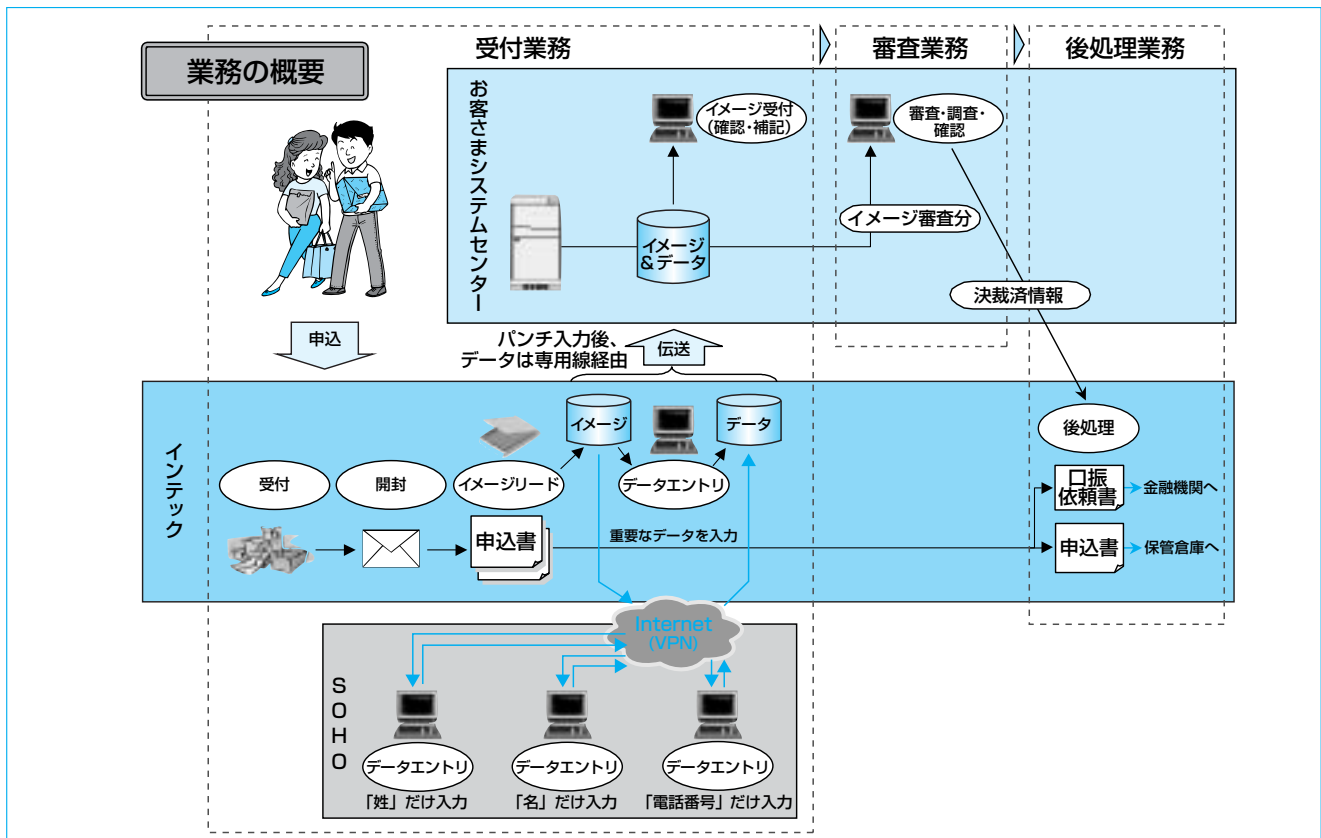 業務の概要
受付業務
審査業務
後処理業務
お客さまシステムセンター
イメージ受付
(確認・補記)
審査・調査・
確認
イメージ
&データ
イメージ審査分
決裁済情報
申込
パンチ入力後、
データは専用線経由
伝送
インテック
受付
開封
イメージリード
イメージ
データエントリ
データ
後処理
申込書
重要なデータを入力
口振
依頼書
金融機関へ
申込書
保管倉庫へ
Internet
(VPN)
SOHO
データエントリ
データエントリ
データエントリ
「姓」だけ入力
「名」だけ入力
「電話番号」だけ入力